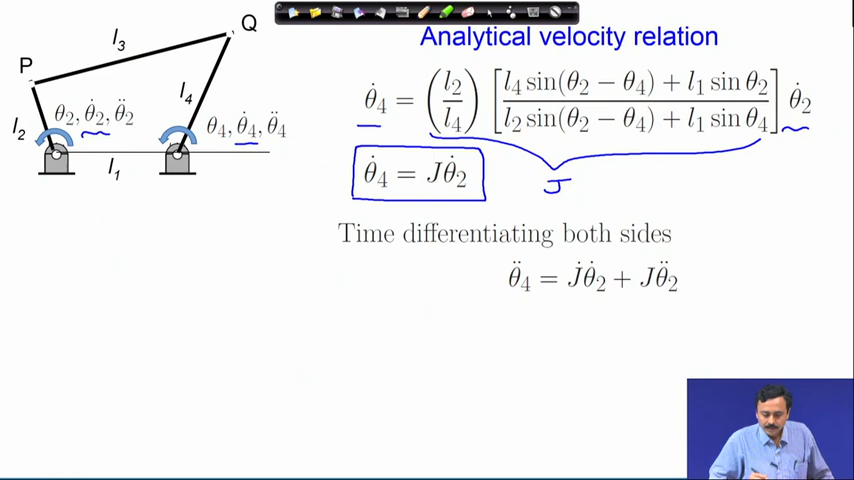 Analytical velocity relation
Q
P
l₃
l₄
l₂
l₁
θ₂, θ̇₂, θ̈₂
θ₄, θ̇₄, θ̈₄
θ̇₄ = (l₂/l₄) [(l₄ sin(θ₂ − θ₄) + l₁ sin θ₂)/(l₂ sin(θ₂ − θ₄) + l₁ sin θ₄)] θ̇₂
J
θ̇₄ = Jθ̇₂
Time differentiating both sides
θ̈₄ = J̇θ̇₂ + Jθ̈₂